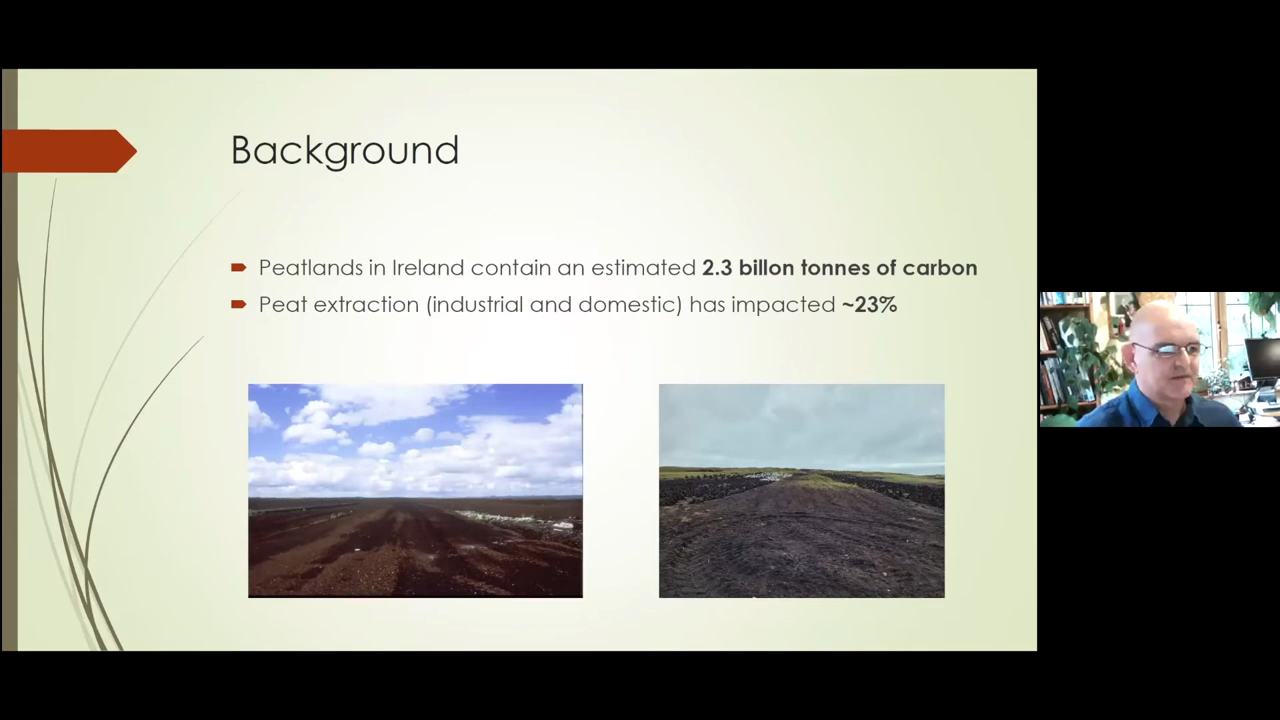 Background
Peatlands in Ireland contain an estimated 2.3 billon tonnes of carbon
Peat extraction (industrial and domestic) has impacted ~23%